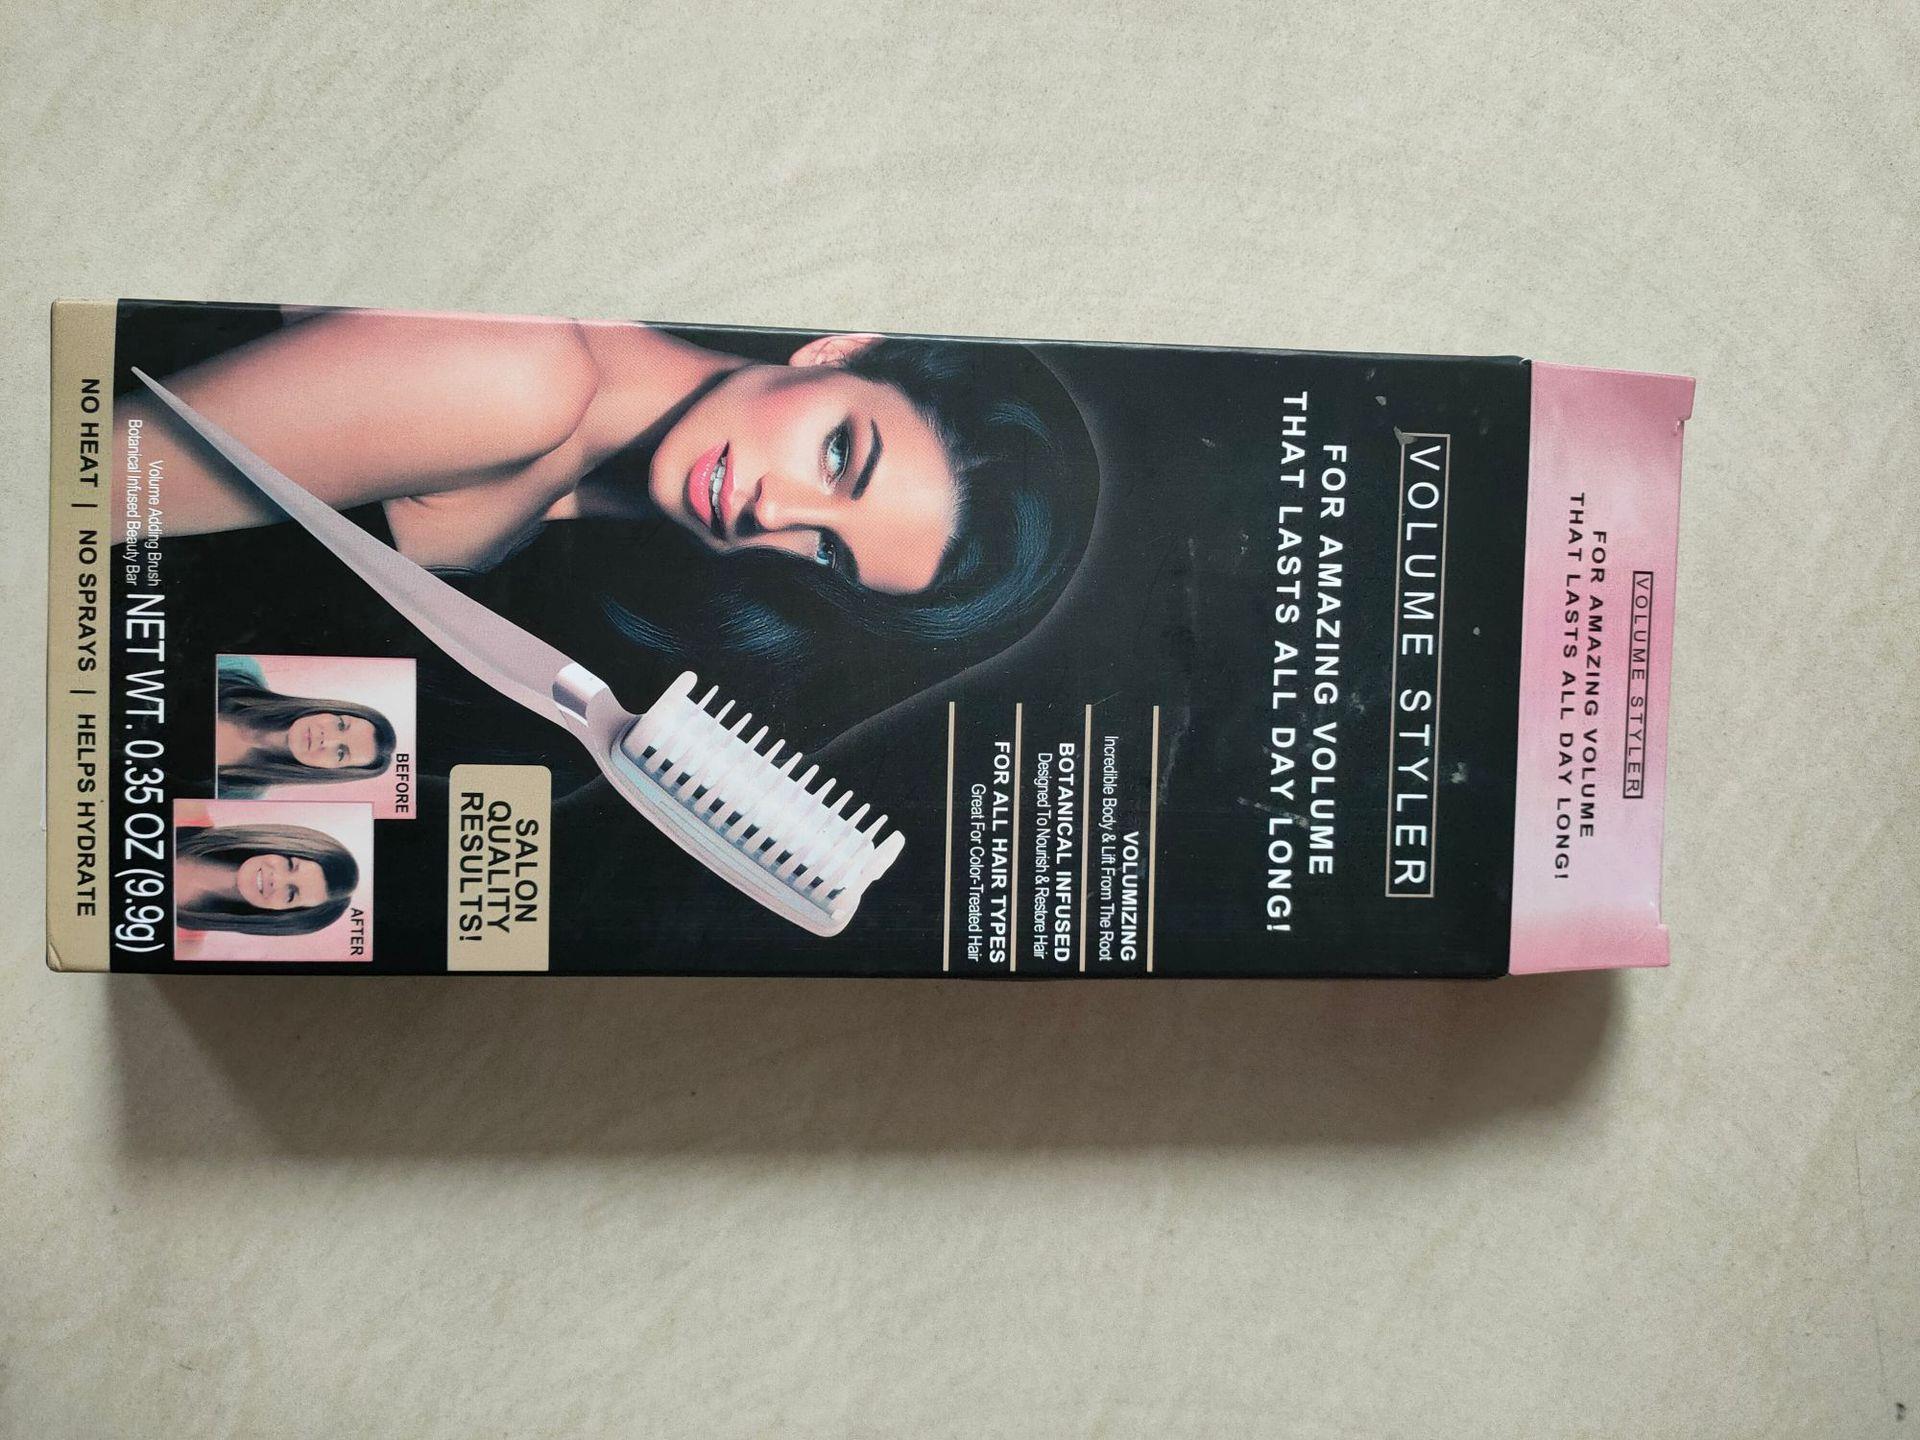 VOLUME STYLER
FOR AMAZING VOLUME
THAT LASTS ALL DAY LONG!
VOLUME STYLER
FOR AMAZING VOLUME
THAT LASTS ALL DAY LONG!
VOLUMIZING
Incredible Body & Lift From The Root
BOTANICAL INFUSED
Designed To Nourish & Restore Hair
FOR ALL HAIR TYPES
Great For Color-Treated Hair
SALON
QUALITY
RESULTS!
BEFORE
AFTER
Volume Adding Brush
Botanical Infused Beauty Bar
NET WT. 0.35 OZ (9.9g)
NO HEAT | NO SPRAYS | HELPS HYDRATE